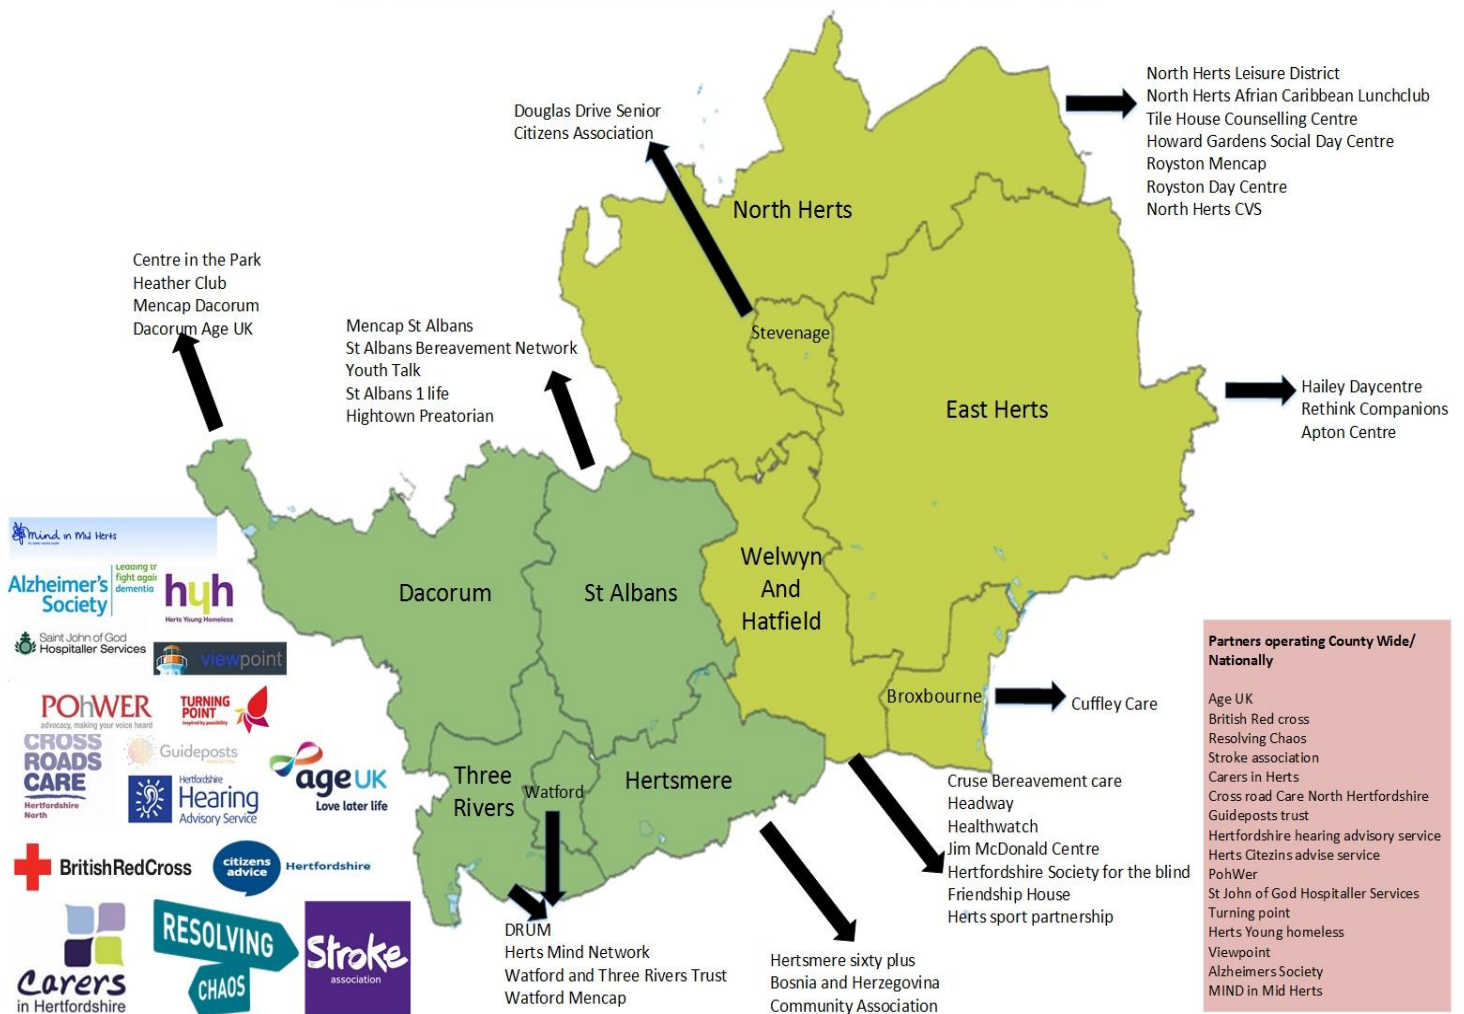 Douglas Drive Senior
Citizens Association
North Herts Leisure District
North Herts Afrian Caribbean Lunchclub
Tile House Counselling Centre
Howard Gardens Social Day Centre
Royston Mencap
Royston Day Centre
North Herts CVS
North Herts
Centre in the Park
Heather Club
Mencap Dacorum
Dacorum Age UK
Mencap St Albans
St Albans Bereavement Network
Youth Talk
St Albans 1 life
Hightown Preatorian
Stevenage
East Herts
Hailey Daycentre
Rethink Companions
Apton Centre
Dacorum
St Albans
Welwyn
And
Hatfield
Broxbourne
Cuffley Care
Three
Rivers
Watford
Hertsmere
Cruse Bereavement care
Headway
Healthwatch
Jim McDonald Centre
Hertfordshire Society for the blind
Friendship House
Herts sport partnership
DRUM
Herts Mind Network
Watford and Three Rivers Trust
Watford Mencap
Hertsmere sixty plus
Bosnia and Herzegovina
Community Association
Partners operating County Wide/
Nationally
Age UK
British Red cross
Resolving Chaos
Stroke association
Carers in Herts
Cross road Care North Hertfordshire
Guideposts trust
Hertfordshire hearing advisory service
Herts Citezins advise service
PohWer
St John of God Hospitaller Services
Turning point
Herts Young homeless
Viewpoint
Alzheimers Society
MIND in Mid Herts
mind in Mid Herts
Alzheimer's
Society
Leading
fight
dementia
hyh
Herts Young Homeless
Saint John of God
Hospitaller Services
viewpoint
POhWER
advocacy, making your voice heard
TURNING
POINT
inspired by possibility
CROSS
ROADS
CARE
Hertfordshire
North
Guideposts
Hertfordshire
Hearing
Advisory Service
age UK
Love later life
BritishRedCross
citizens
advice
Hertfordshire
Carers
in Hertfordshire
RESOLVING
CHAOS
Stroke
association